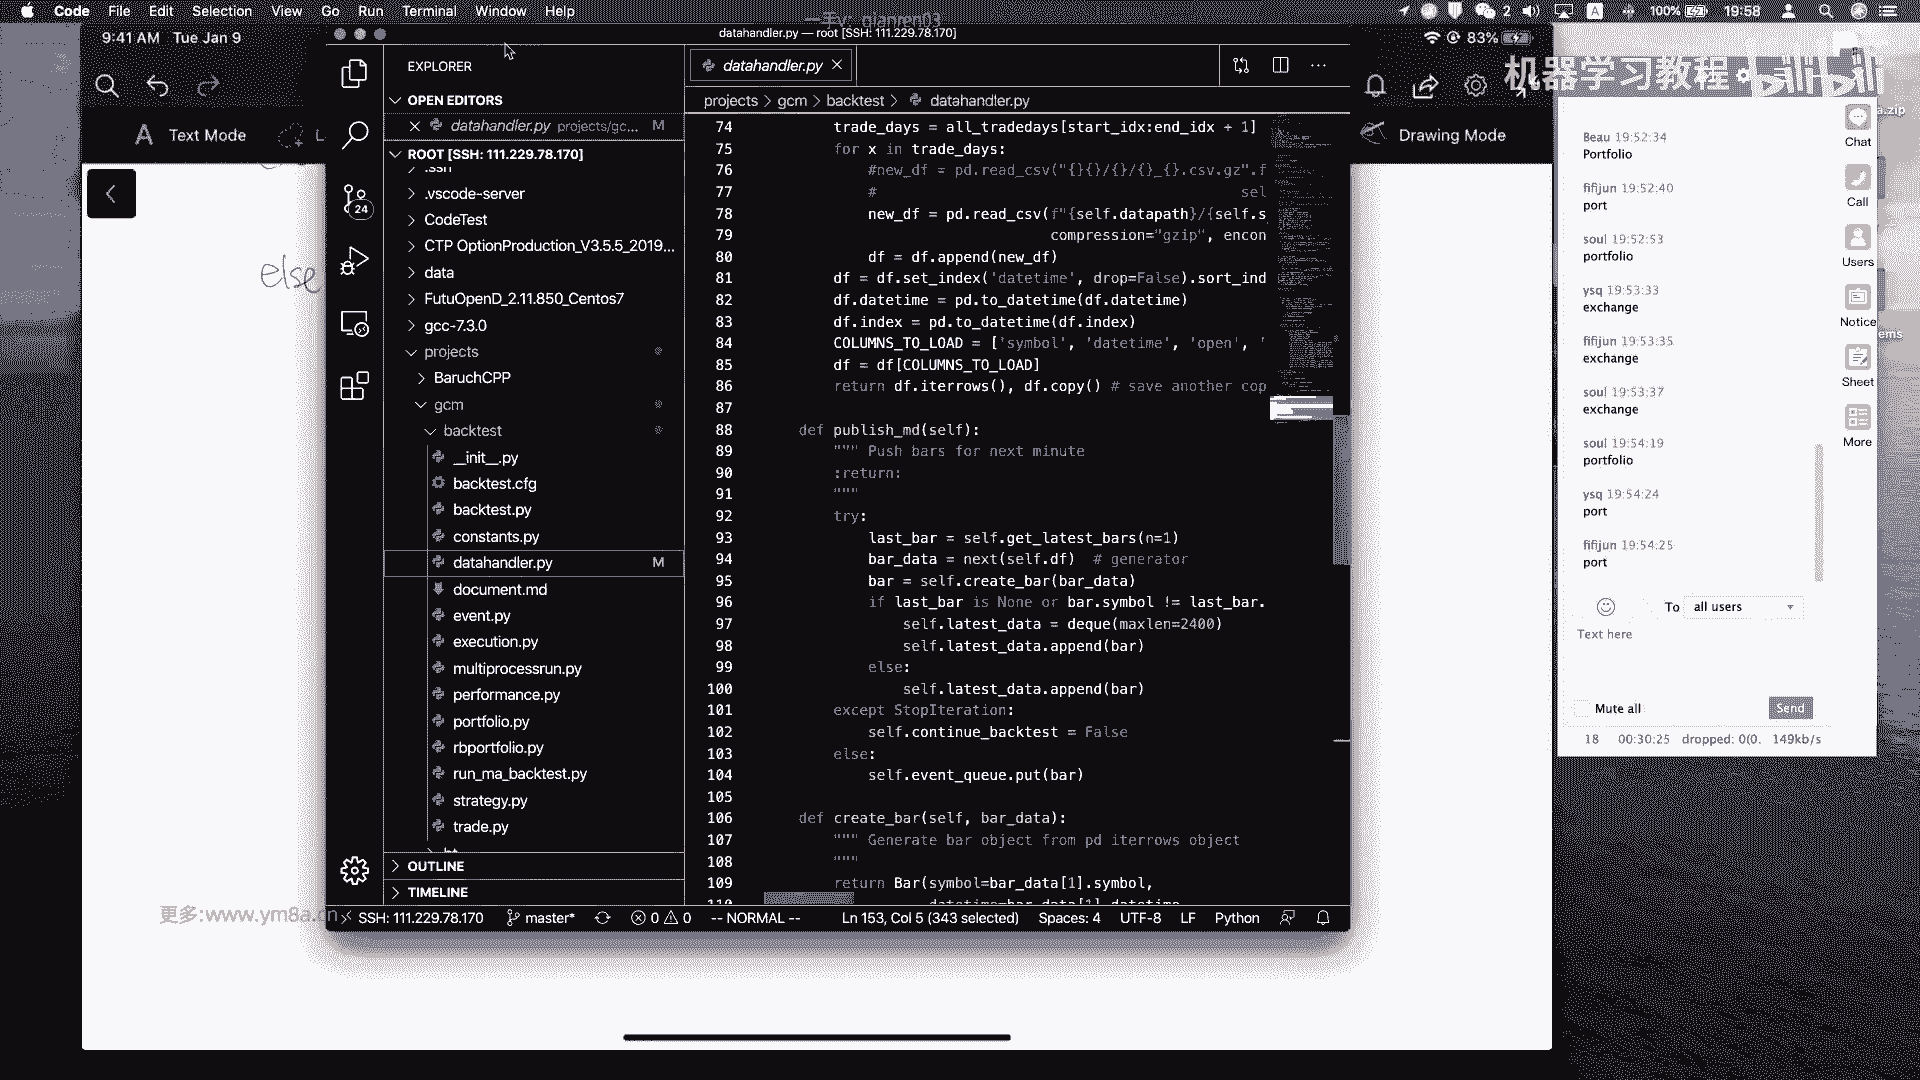 Code File Edit Selection View Go Run Terminal Window Help
2 100% 19:58
9:41 AM Tue Jan 9
83%
datahandler.py — root [SSH: 111.229.78.170]
机器学习教程 bilibili
Text Mode
Drawing Mode
else
EXPLORER
OPEN EDITORS
datahandler.py projects/gc... M
ROOT [SSH: 111.229.78.170]
.ssh
.vscode-server
CodeTest
CTP OptionProduction_V3.5.5_2019...
data
FutuOpenD_2.11.850_Centos7
gcc-7.3.0
projects
BaruchCPP
gcm
backtest
__init__.py
backtest.cfg
backtest.py
constants.py
datahandler.py M
document.md
event.py
execution.py
multiprocessrun.py
performance.py
portfolio.py
rbportfolio.py
run_ma_backtest.py
strategy.py
trade.py
OUTLINE
TIMELINE
24
datahandler.py
projects > gcm > backtest > datahandler.py
74 trade_days = all_tradedays[start_idx:end_idx + 1]
75 for x in trade_days:
76 #new_df = pd.read_csv("{}{}/{}/{}_{}.csv.gz".f
77 # sel
78 new_df = pd.read_csv(f"{self.datapath}/{self.s
79 compression="gzip", encon
80 df = df.append(new_df)
81 df = df.set_index('datetime', drop=False).sort_ind
82 df.datetime = pd.to_datetime(df.datetime)
83 df.index = pd.to_datetime(df.index)
84 COLUMNS_TO_LOAD = ['symbol', 'datetime', 'open', '
85 df = df[COLUMNS_TO_LOAD]
86 return df.iterrows(), df.copy() # save another cop
87
88 def publish_md(self):
89 """ Push bars for next minute
90 :return:
91 """
92 try:
93 last_bar = self.get_latest_bars(n=1)
94 bar_data = next(self.df) # generator
95 bar = self.create_bar(bar_data)
96 if last_bar is None or bar.symbol != last_bar.
97 self.latest_data = deque(maxlen=2400)
98 self.latest_data.append(bar)
99 else:
100 self.latest_data.append(bar)
101 except StopIteration:
102 self.continue_backtest = False
103 else:
104 self.event_queue.put(bar)
105
106 def create_bar(self, bar_data):
107 """ Generate bar object from pd iterrows object
108 """
109 return Bar(symbol=bar_data[1].symbol,
110 datetime=bar_data[1].datetime
SSH: 111.229.78.170 master* 0 0 -- NORMAL -- Ln 153, Col 5 (343 selected) Spaces: 4 UTF-8 LF Python
更多:www.ym8a.cn
Beau 19:52:34
Portfolio
fifijun 19:52:40
port
soul 19:52:53
portfolio
ysq 19:53:33
exchange
fifijun 19:53:35
exchange
soul 19:53:37
exchange
soul 19:54:19
portfolio
ysq 19:54:24
port
fifijun 19:54:25
port
To all users
Text here
Mute all Send
18 00:30:25 dropped: 0(0. 149kb/s
Chat
Call
Users
Notice
Sheet
More
a.zip
ems